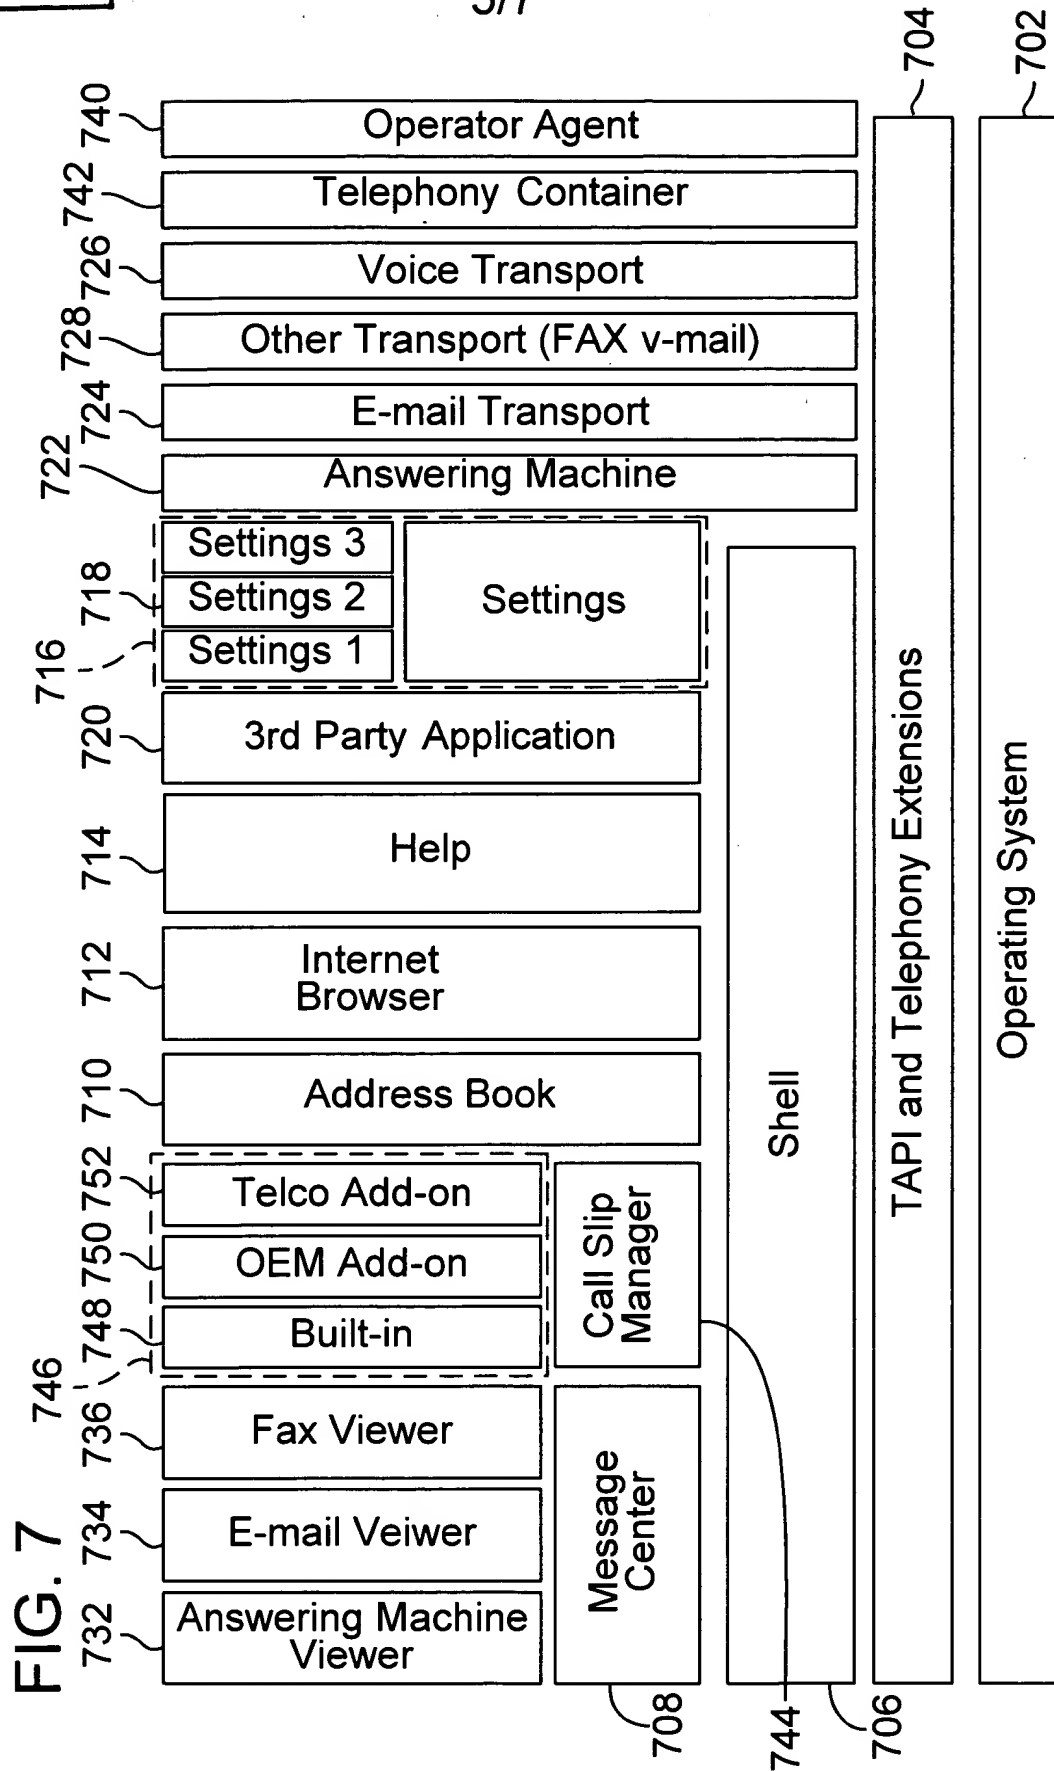 5/7
FIG. 7
732
734
736
746
748
750
752
710
712
714
720
716
718
722
724
728
726
742
740
Answering Machine
Viewer
E-mail Veiwer
Fax Viewer
Built-in
OEM Add-on
Telco Add-on
Address Book
Internet
Browser
Help
3rd Party Application
Settings 1
Settings 2
Settings 3
Settings
Answering Machine
E-mail Transport
Other Transport (FAX v-mail)
Voice Transport
Telephony Container
Operator Agent
Message
Center
Call Slip
Manager
708
744
Shell
706
TAPI and Telephony Extensions
704
Operating System
702